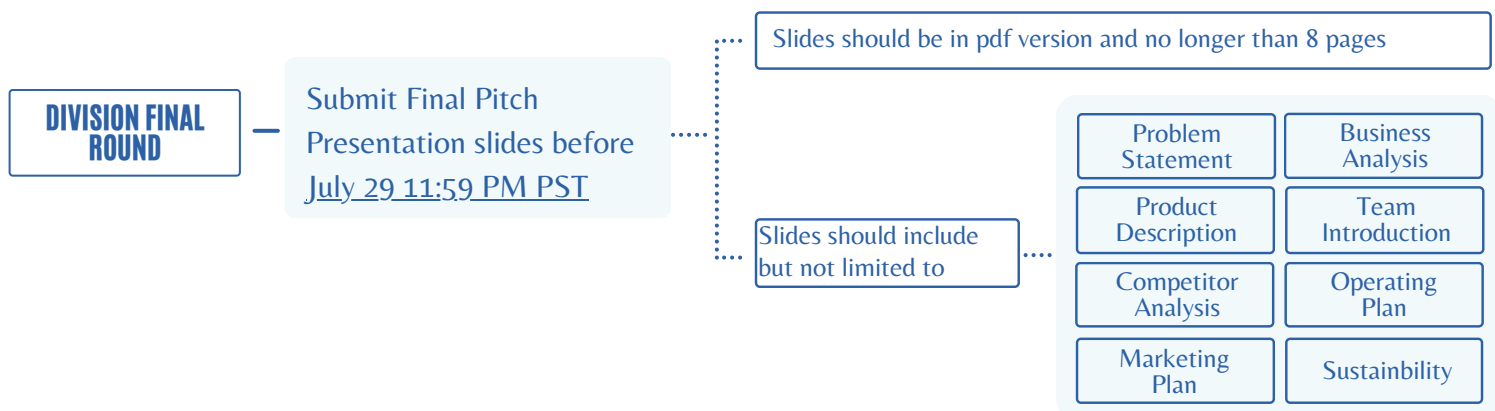 DIVISION FINAL
ROUND
Submit Final Pitch
Presentation slides before
July 29 11:59 PM PST
Slides should be in pdf version and no longer than 8 pages
Slides should include
but not limited to
Problem
Statement
Business
Analysis
Product
Description
Team
Introduction
Competitor
Analysis
Operating
Plan
Marketing
Plan
Sustainbility